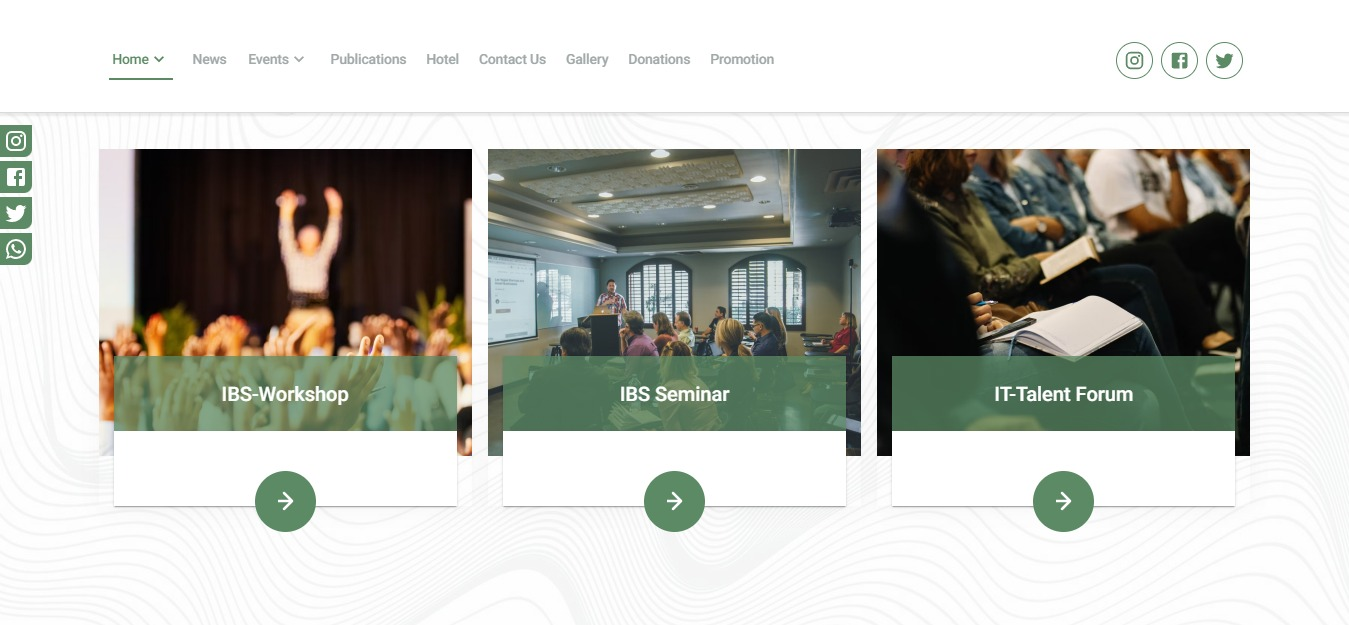 Home
News
Events
Publications
Hotel
Contact Us
Gallery
Donations
Promotion
IBS-Workshop
IBS Seminar
IT-Talent Forum